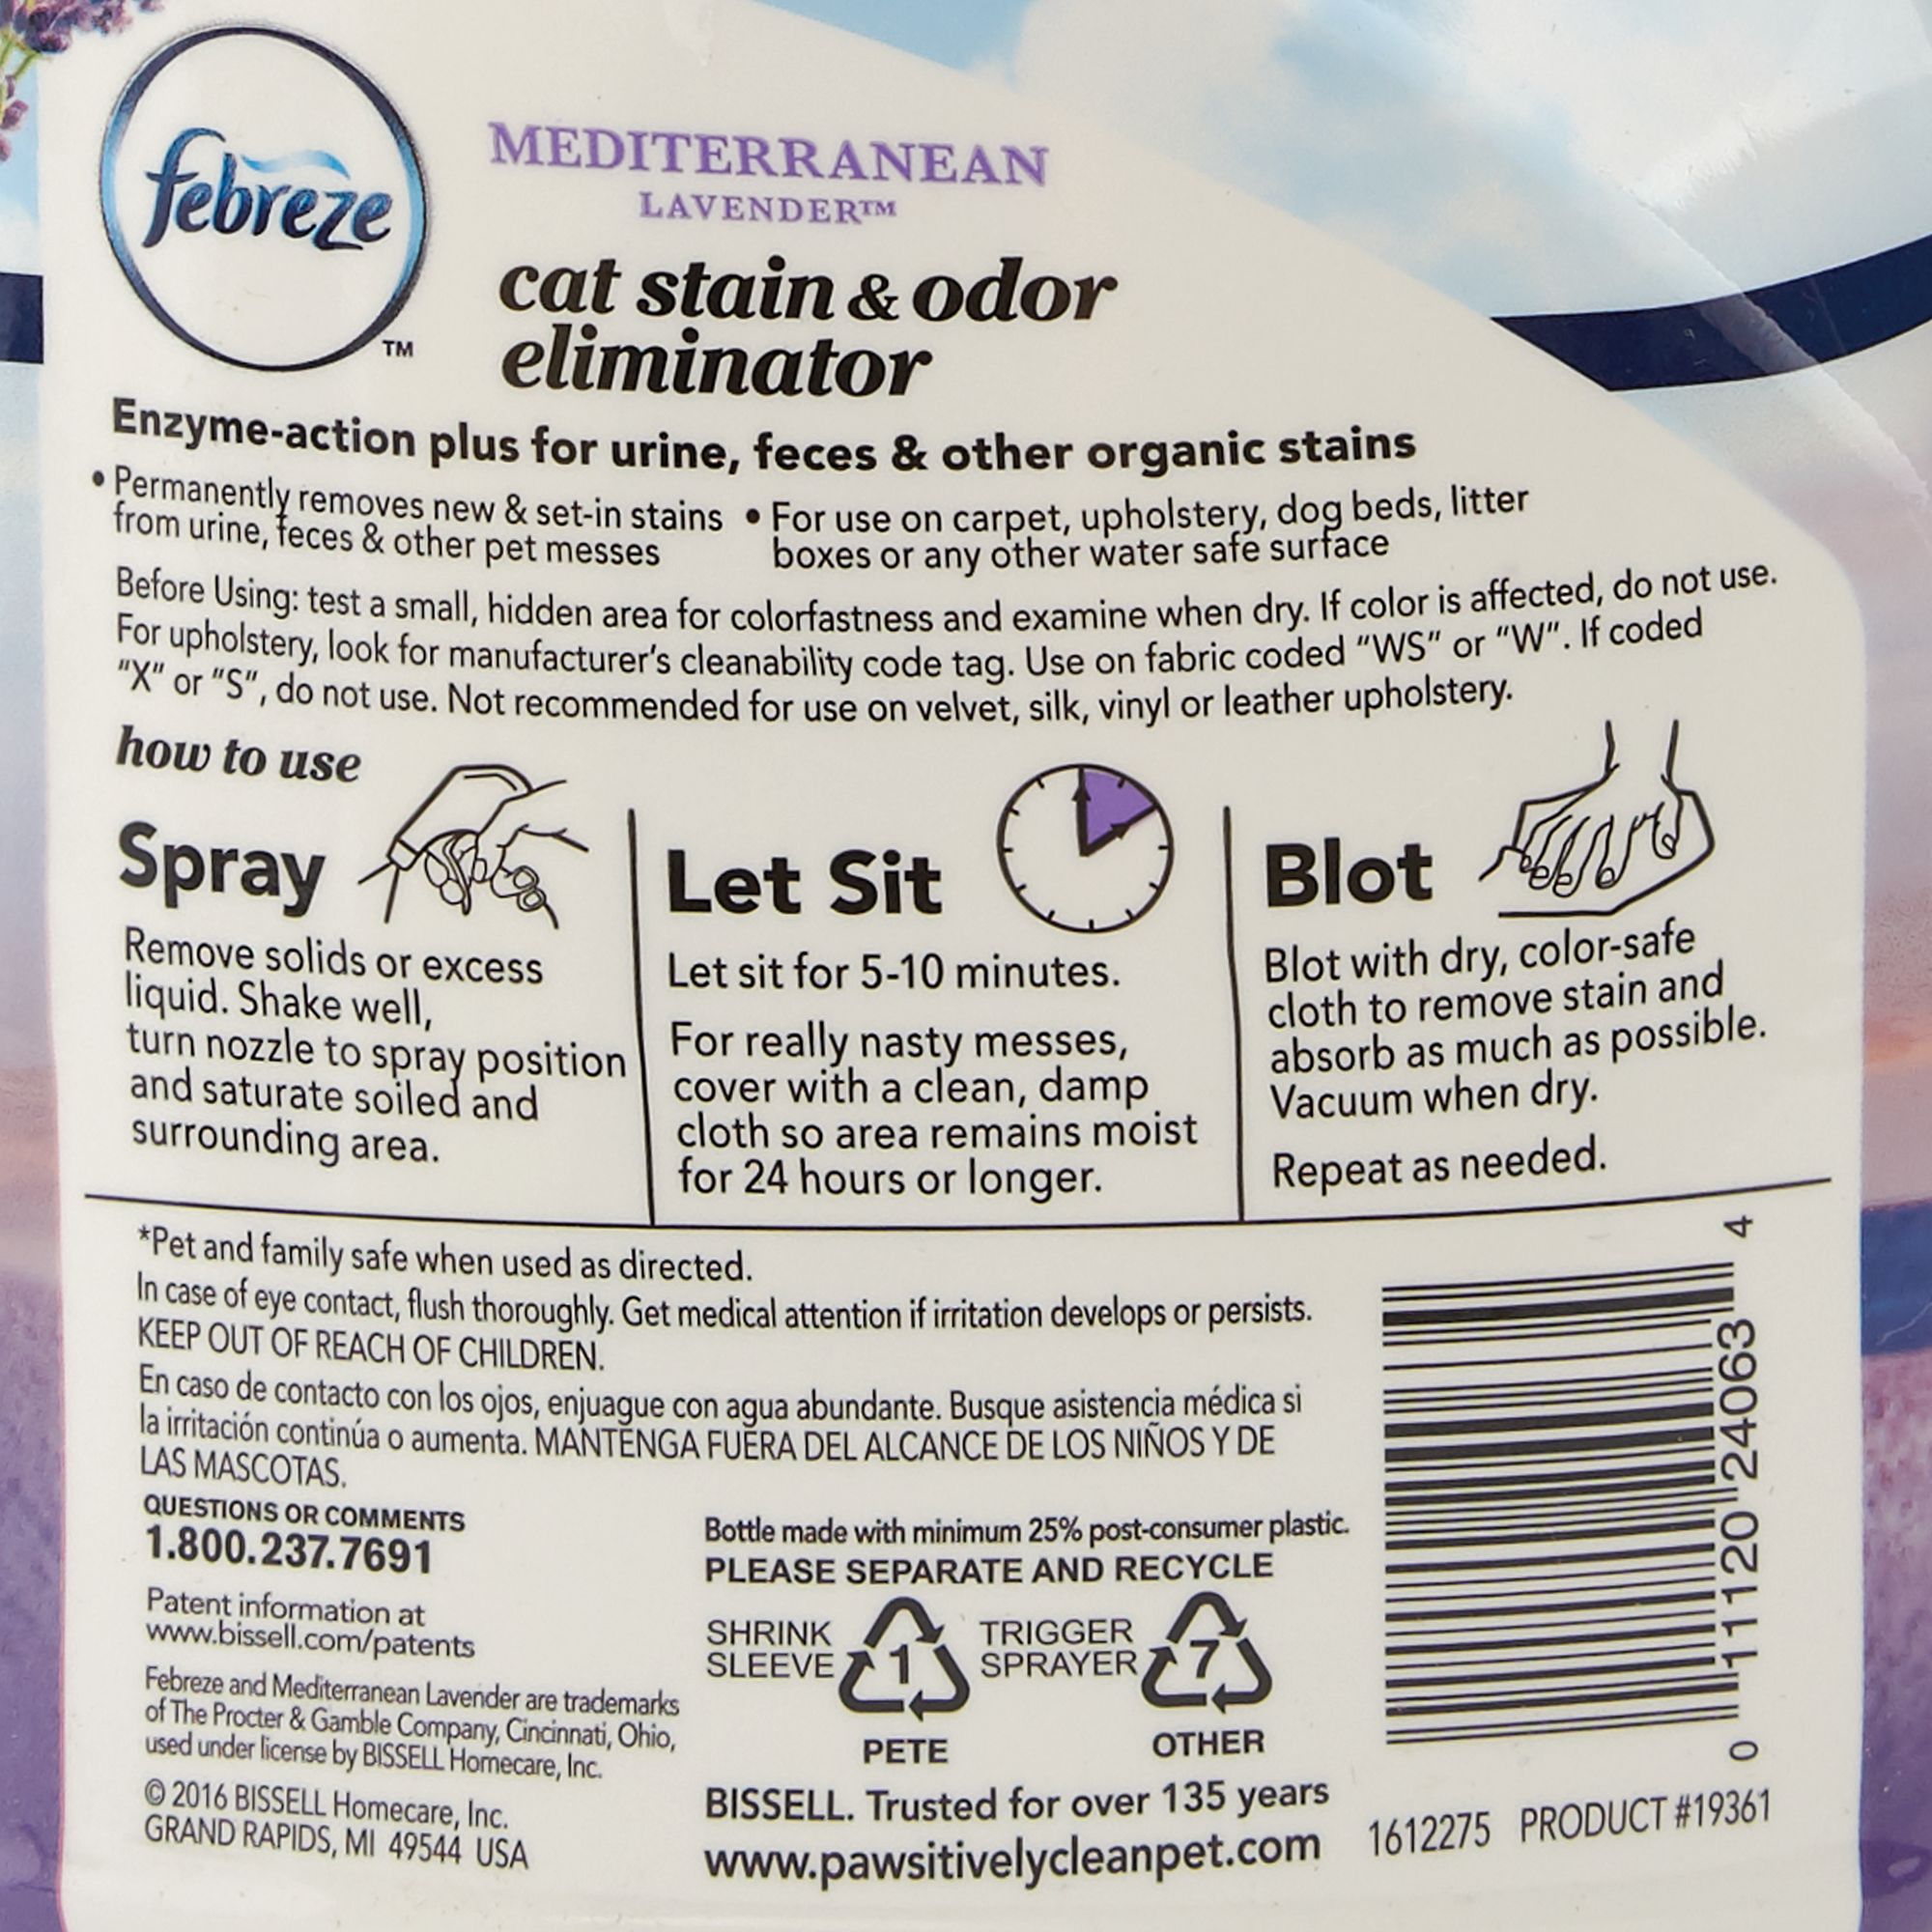 febreze
TM
MEDITERRANEAN
LAVENDER™
cat stain & odor
eliminator
Enzyme-action plus for urine, feces & other organic stains
• Permanently removes new & set-in stains
from urine, feces & other pet messes
• For use on carpet, upholstery, dog beds, litter
boxes or any other water safe surface
Before Using: test a small, hidden area for colorfastness and examine when dry. If color is affected, do not use.
For upholstery, look for manufacturer's cleanability code tag. Use on fabric coded "WS" or "W". If coded
"X" or "S", do not use. Not recommended for use on velvet, silk, vinyl or leather upholstery.
how to use
Spray
Remove solids or excess
liquid. Shake well,
turn nozzle to spray position
and saturate soiled and
surrounding area.
Let Sit
Let sit for 5-10 minutes.
For really nasty messes,
cover with a clean, damp
cloth so area remains moist
for 24 hours or longer.
Blot
Blot with dry, color-safe
cloth to remove stain and
absorb as much as possible.
Vacuum when dry.
Repeat as needed.
*Pet and family safe when used as directed.
In case of eye contact, flush thoroughly. Get medical attention if irritation develops or persists.
KEEP OUT OF REACH OF CHILDREN.
En caso de contacto con los ojos, enjuague con agua abundante. Busque asistencia médica si
la irritación continúa o aumenta. MANTENGA FUERA DEL ALCANCE DE LOS NIÑOS Y DE
LAS MASCOTAS.
QUESTIONS OR COMMENTS
1.800.237.7691
Patent information at
www.bissell.com/patents
Febreze and Mediterranean Lavender are trademarks
of The Procter & Gamble Company, Cincinnati, Ohio,
used under license by BISSELL Homecare, Inc.
© 2016 BISSELL Homecare, Inc.
GRAND RAPIDS, MI 49544 USA
Bottle made with minimum 25% post-consumer plastic.
PLEASE SEPARATE AND RECYCLE
SHRINK
SLEEVE
1
PETE
TRIGGER
SPRAYER
7
OTHER
BISSELL. Trusted for over 135 years
www.pawsitivelycleanpet.com
0 11120 24063 4
1612275 PRODUCT #19361